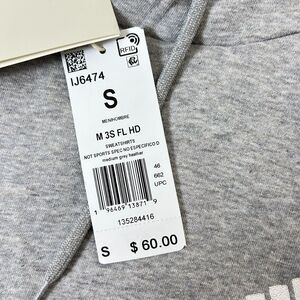 RFID
IJ6474
S
MEN/HOMBRE
M 3S FL HD
SWEATSHIRTS
NOT SPORTS SPEC/NO ESPECIFICO D
medium grey heather
46
662
UPC
1 96469 13871 9
135284416
S $ 60.00